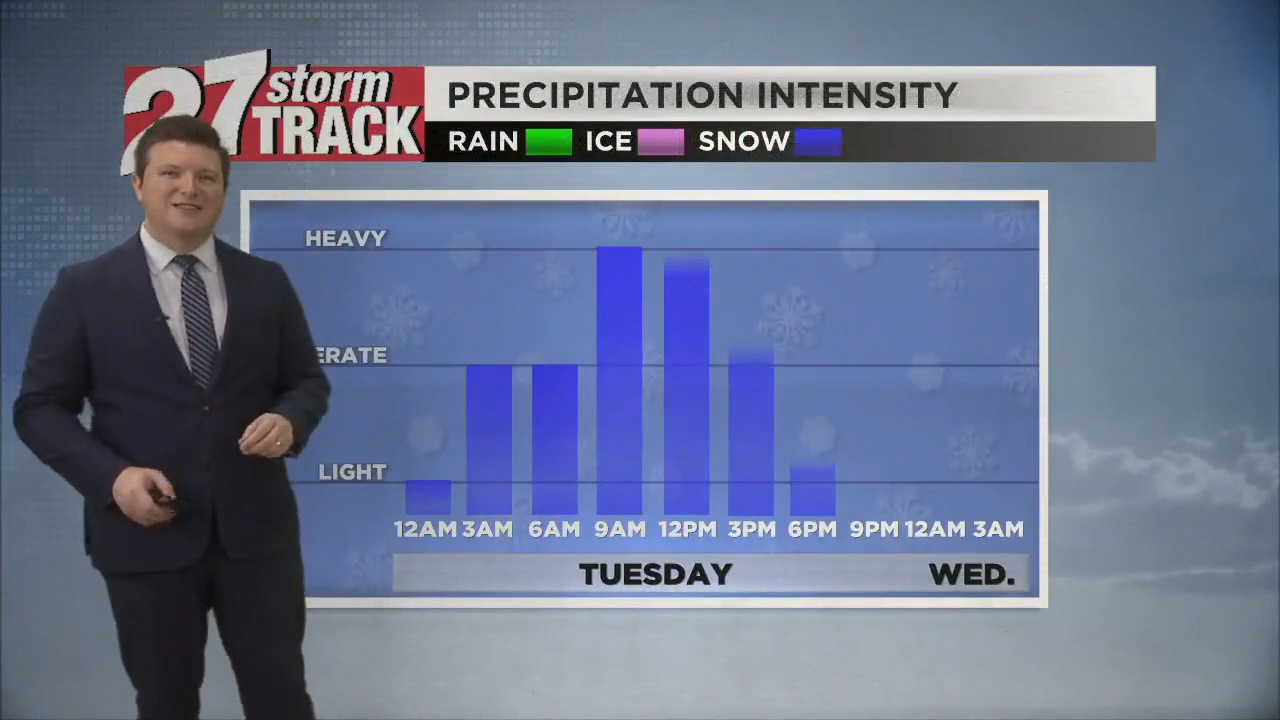 27 storm TRACK
PRECIPITATION INTENSITY
RAIN ICE SNOW
HEAVY
ERATE
LIGHT
12AM 3AM 6AM 9AM 12PM 3PM 6PM 9PM 12AM 3AM
TUESDAY WED.